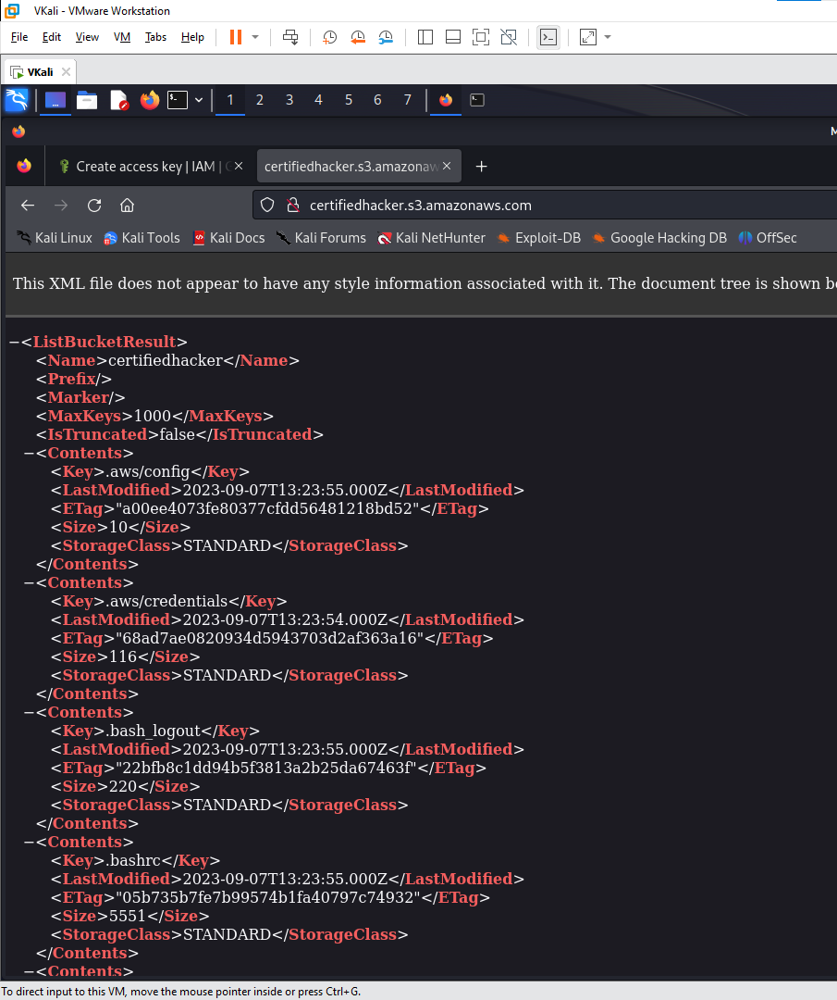 VKali - VMware Workstation
File Edit View VM Tabs Help
VKali
1 2 3 4 5 6 7
M
Create access key | IAM | certifiedhacker.s3.amazonaw
certifiedhacker.s3.amazonaws.com
Kali Linux Kali Tools Kali Docs Kali Forums Kali NetHunter Exploit-DB Google Hacking DB OffSec
This XML file does not appear to have any style information associated with it. The document tree is shown be
−<ListBucketResult>
<Name>certifiedhacker</Name>
<Prefix/>
<Marker/>
<MaxKeys>1000</MaxKeys>
<IsTruncated>false</IsTruncated>
−<Contents>
<Key>.aws/config</Key>
<LastModified>2023-09-07T13:23:55.000Z</LastModified>
<ETag>"a00ee4073fe80377cfdd56481218bd52"</ETag>
<Size>10</Size>
<StorageClass>STANDARD</StorageClass>
</Contents>
−<Contents>
<Key>.aws/credentials</Key>
<LastModified>2023-09-07T13:23:54.000Z</LastModified>
<ETag>"68ad7ae0820934d5943703d2af363a16"</ETag>
<Size>116</Size>
<StorageClass>STANDARD</StorageClass>
</Contents>
−<Contents>
<Key>.bash_logout</Key>
<LastModified>2023-09-07T13:23:55.000Z</LastModified>
<ETag>"22bfb8c1dd94b5f3813a2b25da67463f"</ETag>
<Size>220</Size>
<StorageClass>STANDARD</StorageClass>
</Contents>
−<Contents>
<Key>.bashrc</Key>
<LastModified>2023-09-07T13:23:55.000Z</LastModified>
<ETag>"05b735b7fe7b99574b1fa40797c74932"</ETag>
<Size>5551</Size>
<StorageClass>STANDARD</StorageClass>
</Contents>
−<Contents>
To direct input to this VM, move the mouse pointer inside or press Ctrl+G.